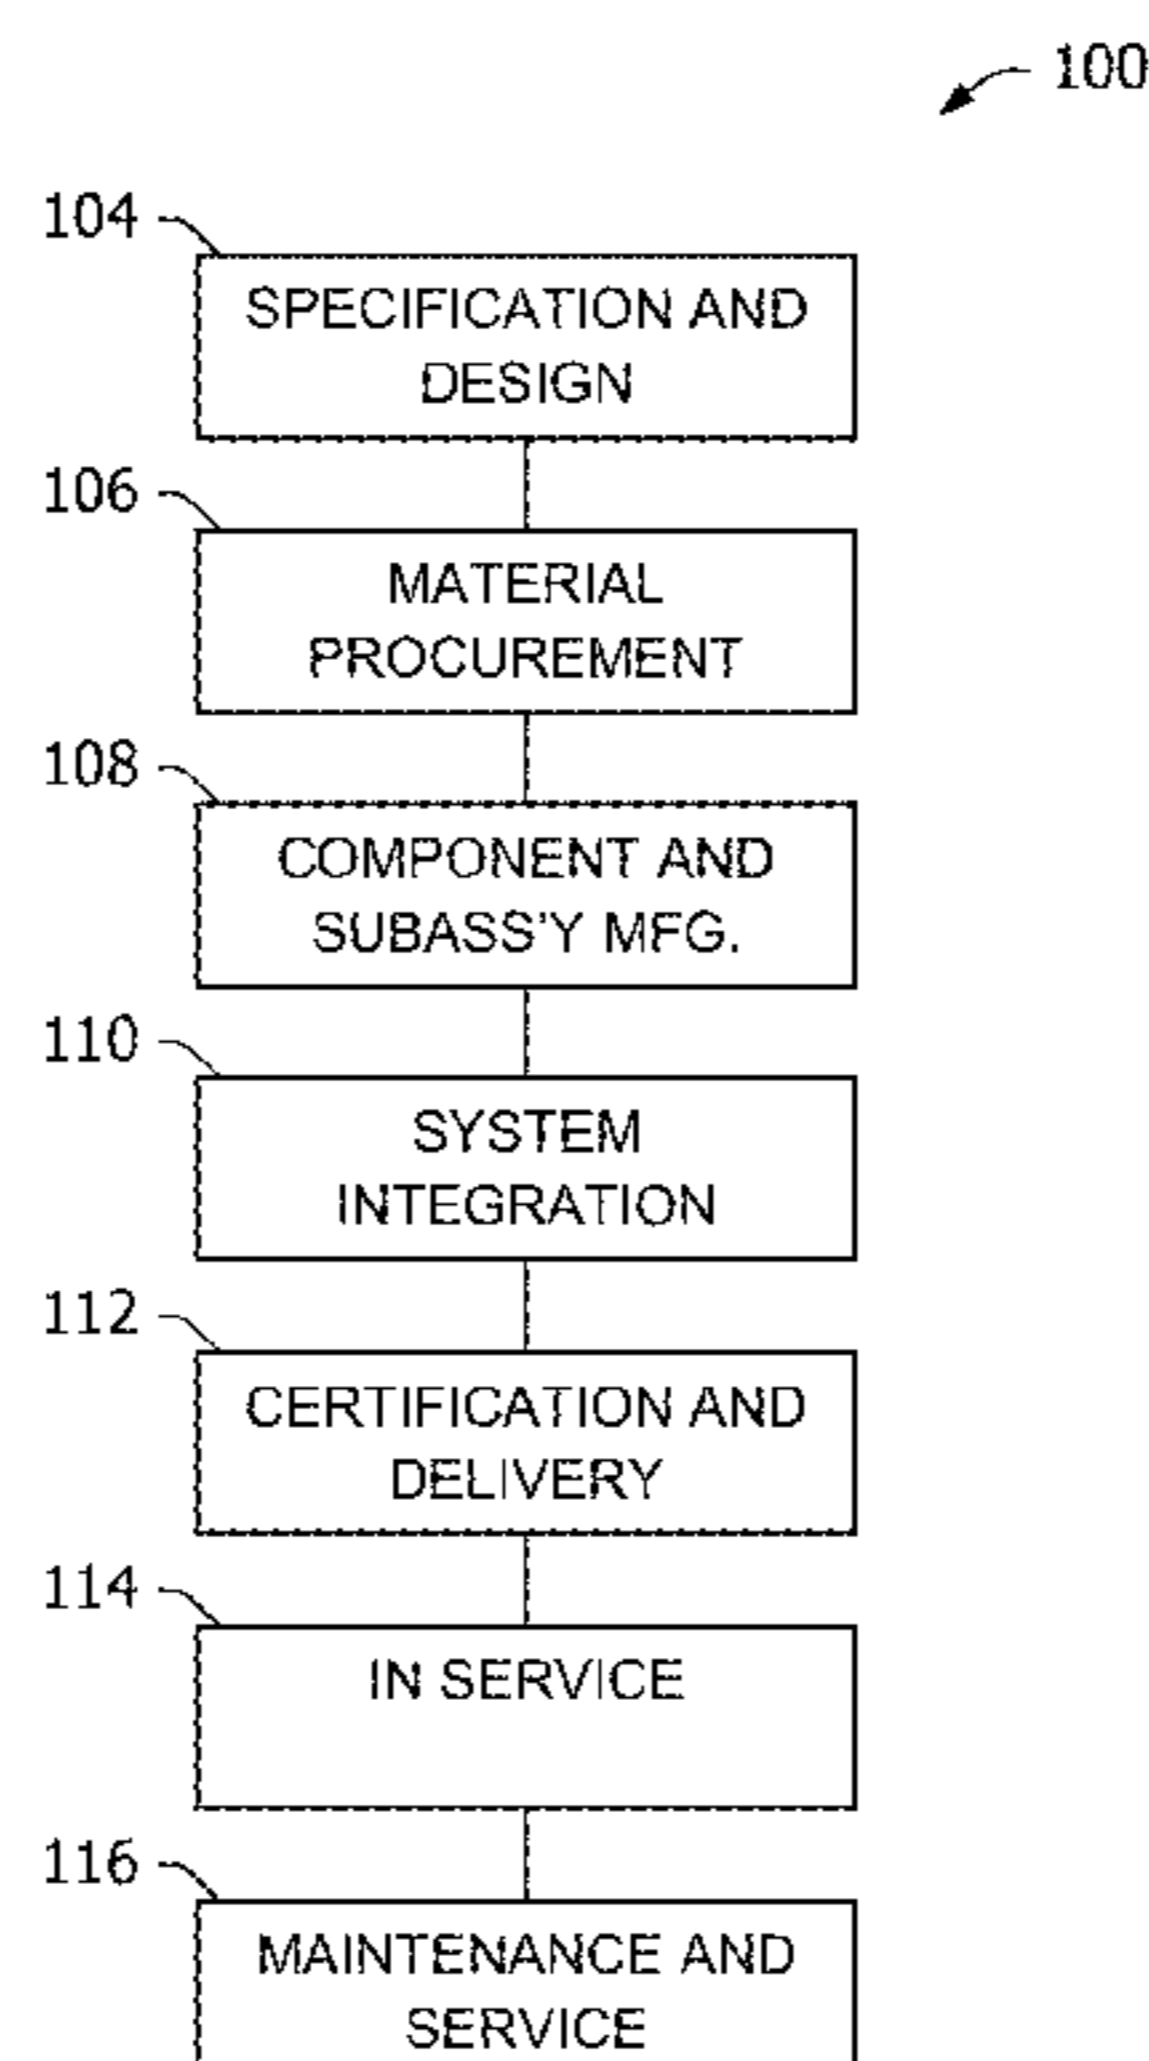 100
104
SPECIFICATION AND
DESIGN
106
MATERIAL
PROCUREMENT
108
COMPONENT AND
SUBASS'Y MFG.
110
SYSTEM
INTEGRATION
112
CERTIFICATION AND
DELIVERY
114
IN SERVICE
116
MAINTENANCE AND
SERVICE